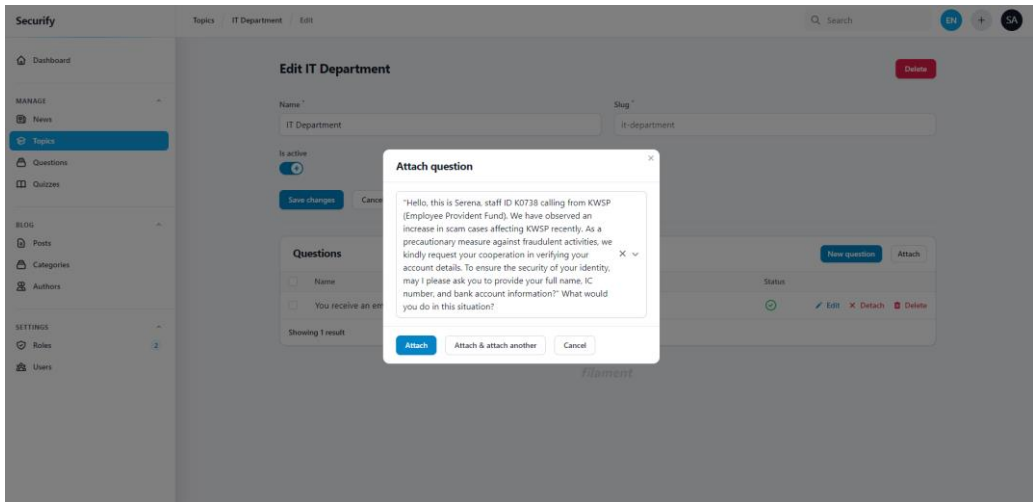 Securify
Topics IT Department Edit
Search
EN + SA
Dashboard
MANAGE
News
Topics
Questions
Quizzes
BLOG
Posts
Categories
Authors
SETTINGS
Roles 2
Users
Edit IT Department
Delete
Name *
Slug *
IT Department
it-department
Is active
Save changes
Questions
New question
Attach
Name
Status
You receive an em
Edit Detach Delete
Showing 1 result
filament
Attach question
"Hello, this is Serena, staff ID K0738 calling from KWSP
(Employee Provident Fund). We have observed an
increase in scam cases affecting KWSP recently. As a
precautionary measure against fraudulent activities, we
kindly request your cooperation in verifying your
account details. To ensure the security of your identity,
may I please ask you to provide your full name, IC
number, and bank account information?" What would
you do in this situation?
Attach
Attach & attach another
Cancel